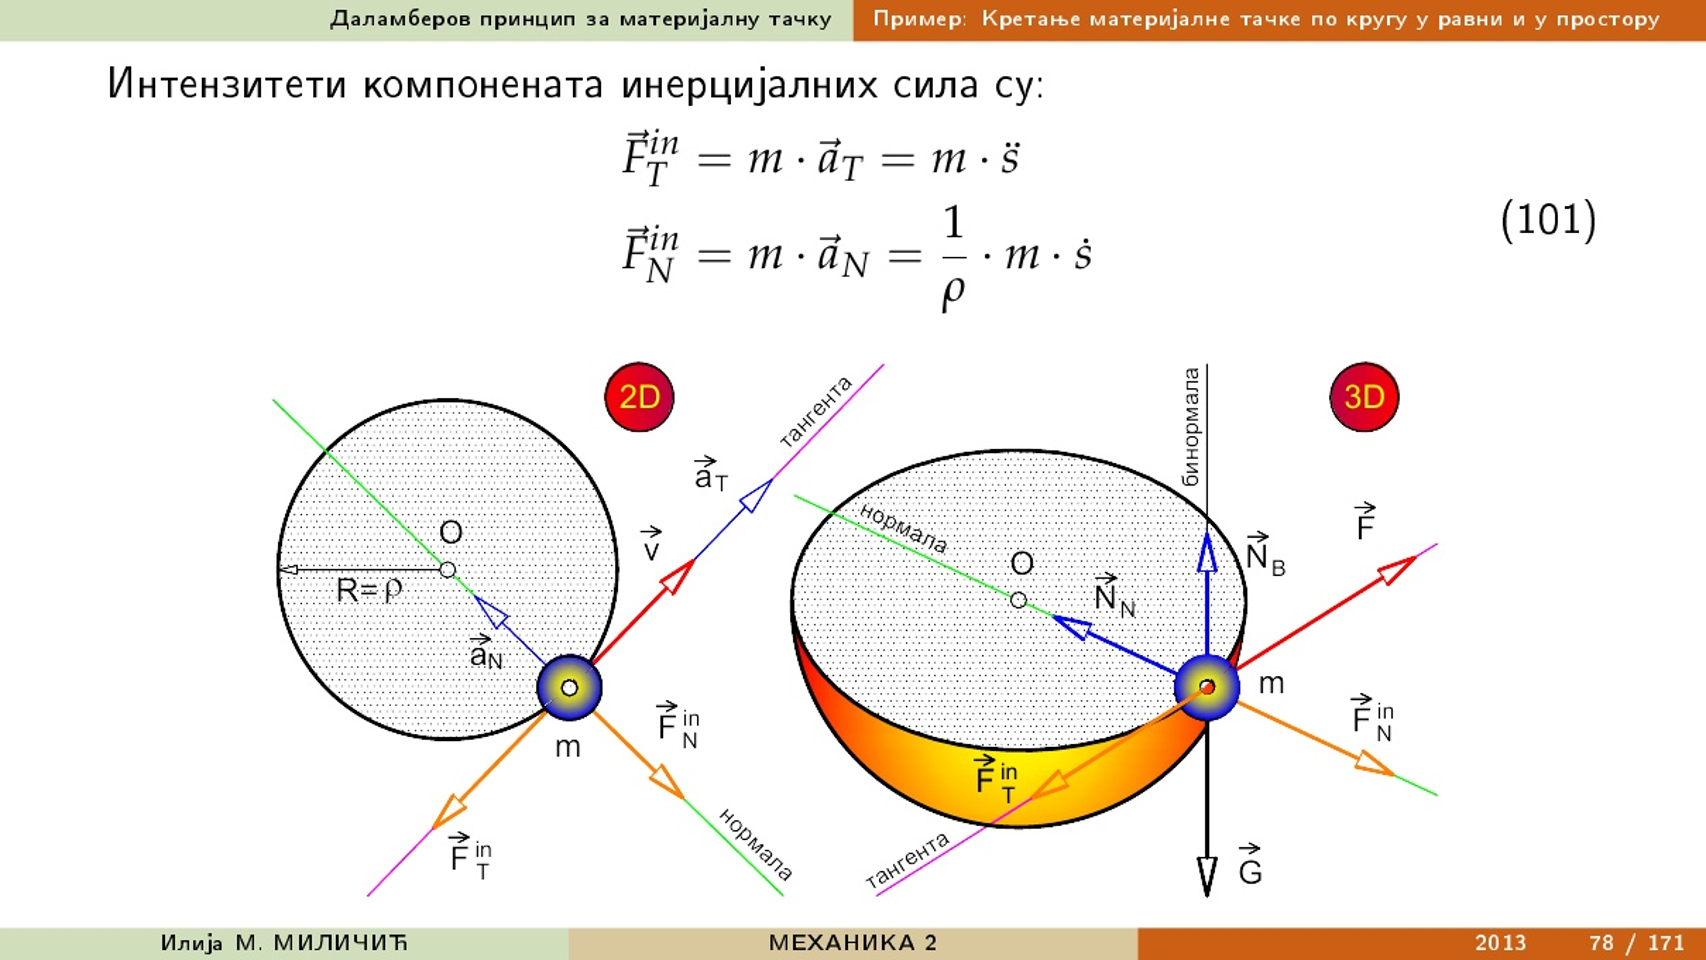 Даламберов принцип за материјалну тачку
Пример: Кретање материјалне тачке по кругу у равни и у простору
Интензитети компонената инерцијалних сила су:
$\vec{F}_T^{in} = m \cdot \vec{a}_T = m \cdot \ddot{s}$
$\vec{F}_N^{in} = m \cdot \vec{a}_N = \frac{1}{\rho} \cdot m \cdot \dot{s}$
(101)
2D
тангента
$\vec{a}_T$
$\vec{v}$
O
R=ρ
$\vec{a}_N$
m
$\vec{F}_N^{in}$
$\vec{F}_T^{in}$
нормала
3D
бинормала
нормала
O
$\vec{N}_N$
$\vec{N}_B$
$\vec{F}$
m
$\vec{F}_N^{in}$
$\vec{F}_T^{in}$
тангента
$\vec{G}$
Илија М. МИЛИЧИЋ
МЕХАНИКА 2
2013
78 / 171